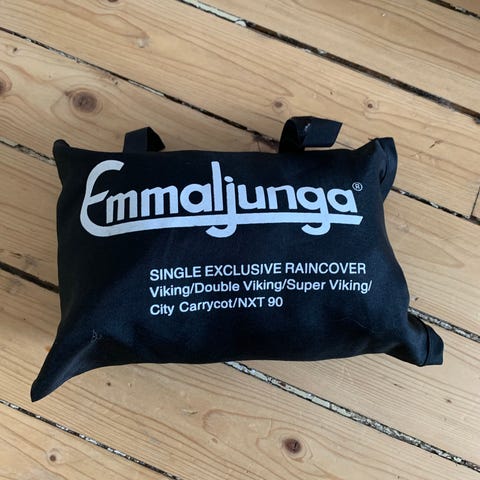 Emmaljunga®
SINGLE EXCLUSIVE RAINCOVER
Viking/Double Viking/Super Viking/
City Carrycot/NXT 90